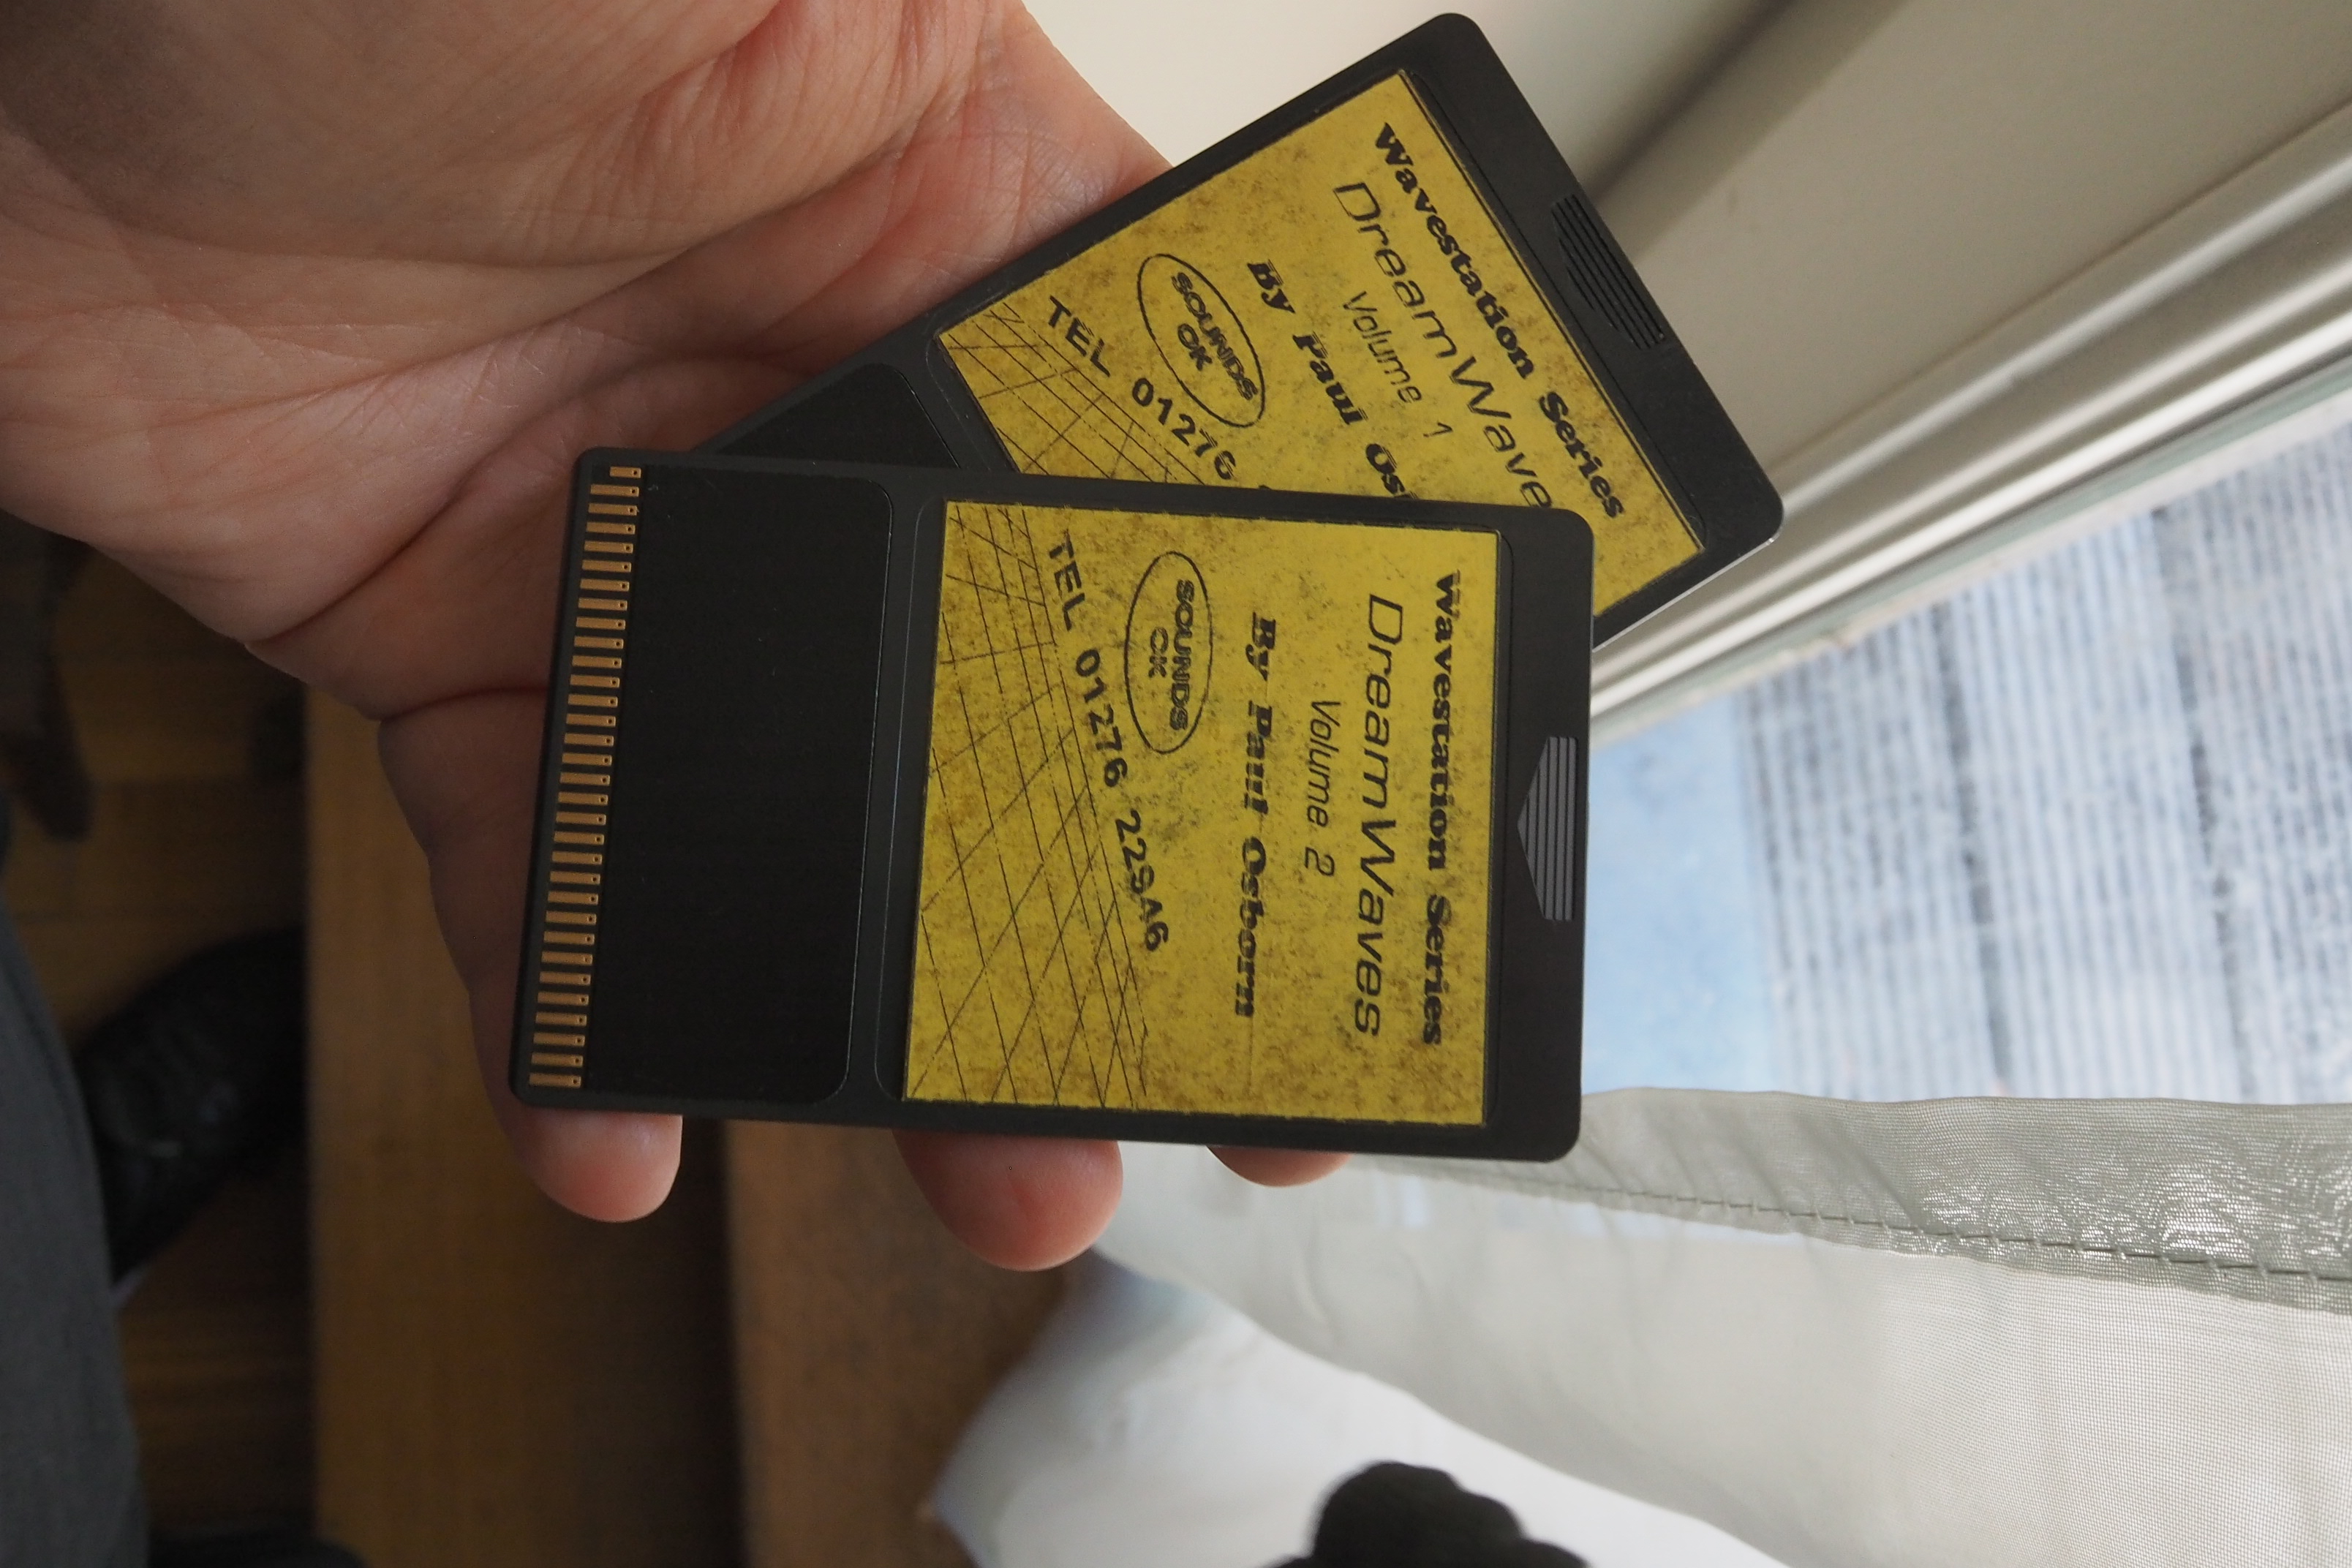 Wavestation Series
DreamWave
Volume 1
By Paul
SOUNDS
OK
TEL 01276
Wavestation Series
DreamWaves
Volume 2
By Paul Osborn
SOUNDS
OK
TEL 01276